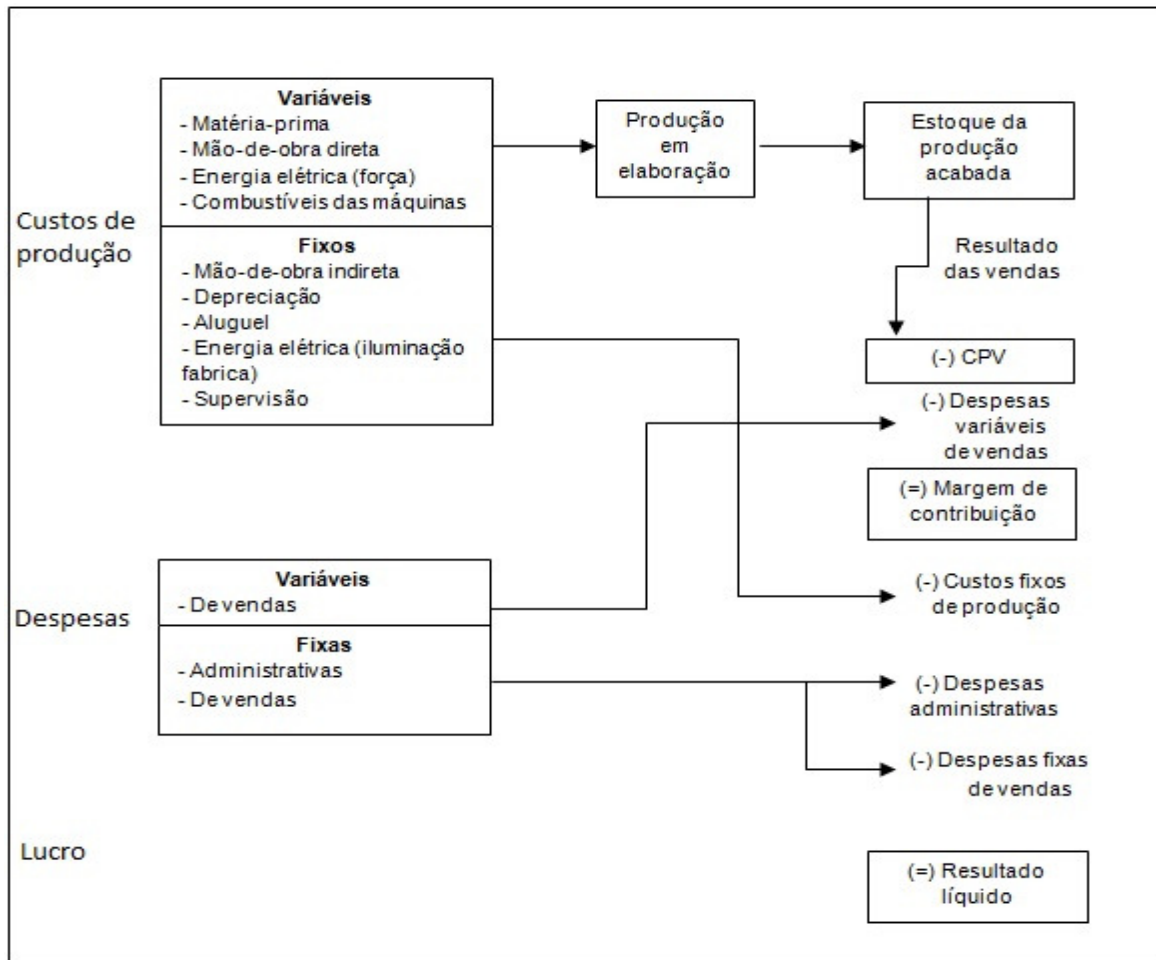 Custos de
produção
Variáveis
- Matéria-prima
- Mão-de-obra direta
- Energia elétrica (força)
- Combustíveis das máquinas
Fixos
- Mão-de-obra indireta
- Depreciação
- Aluguel
- Energia elétrica (iluminação
fabrica)
- Supervisão
Produção
em
elaboração
Estoque da
produção
acabada
Resultado
das vendas
(-) CPV
(-) Despesas
variáveis
de vendas
(=) Margem de
contribuição
Despesas
Variáveis
- De vendas
Fixas
- Administrativas
- De vendas
(-) Custos fixos
de produção
(-) Despesas
administrativas
(-) Despesas fixas
de vendas
Lucro
(=) Resultado
líquido